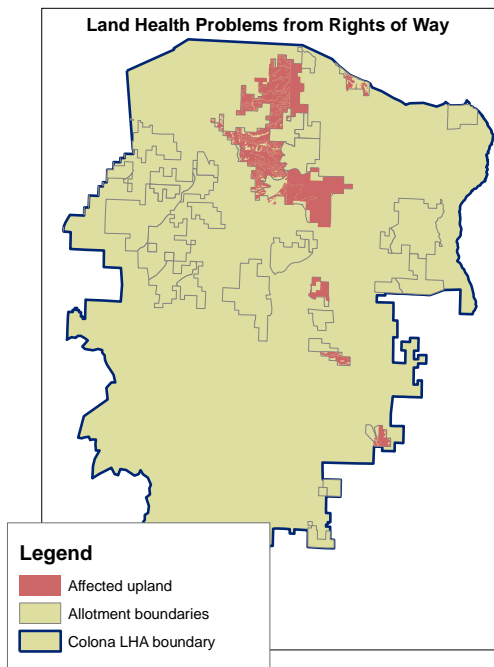 Land Health Problems from Rights of Way
Legend
Affected upland
Allotment boundaries
Colona LHA boundary